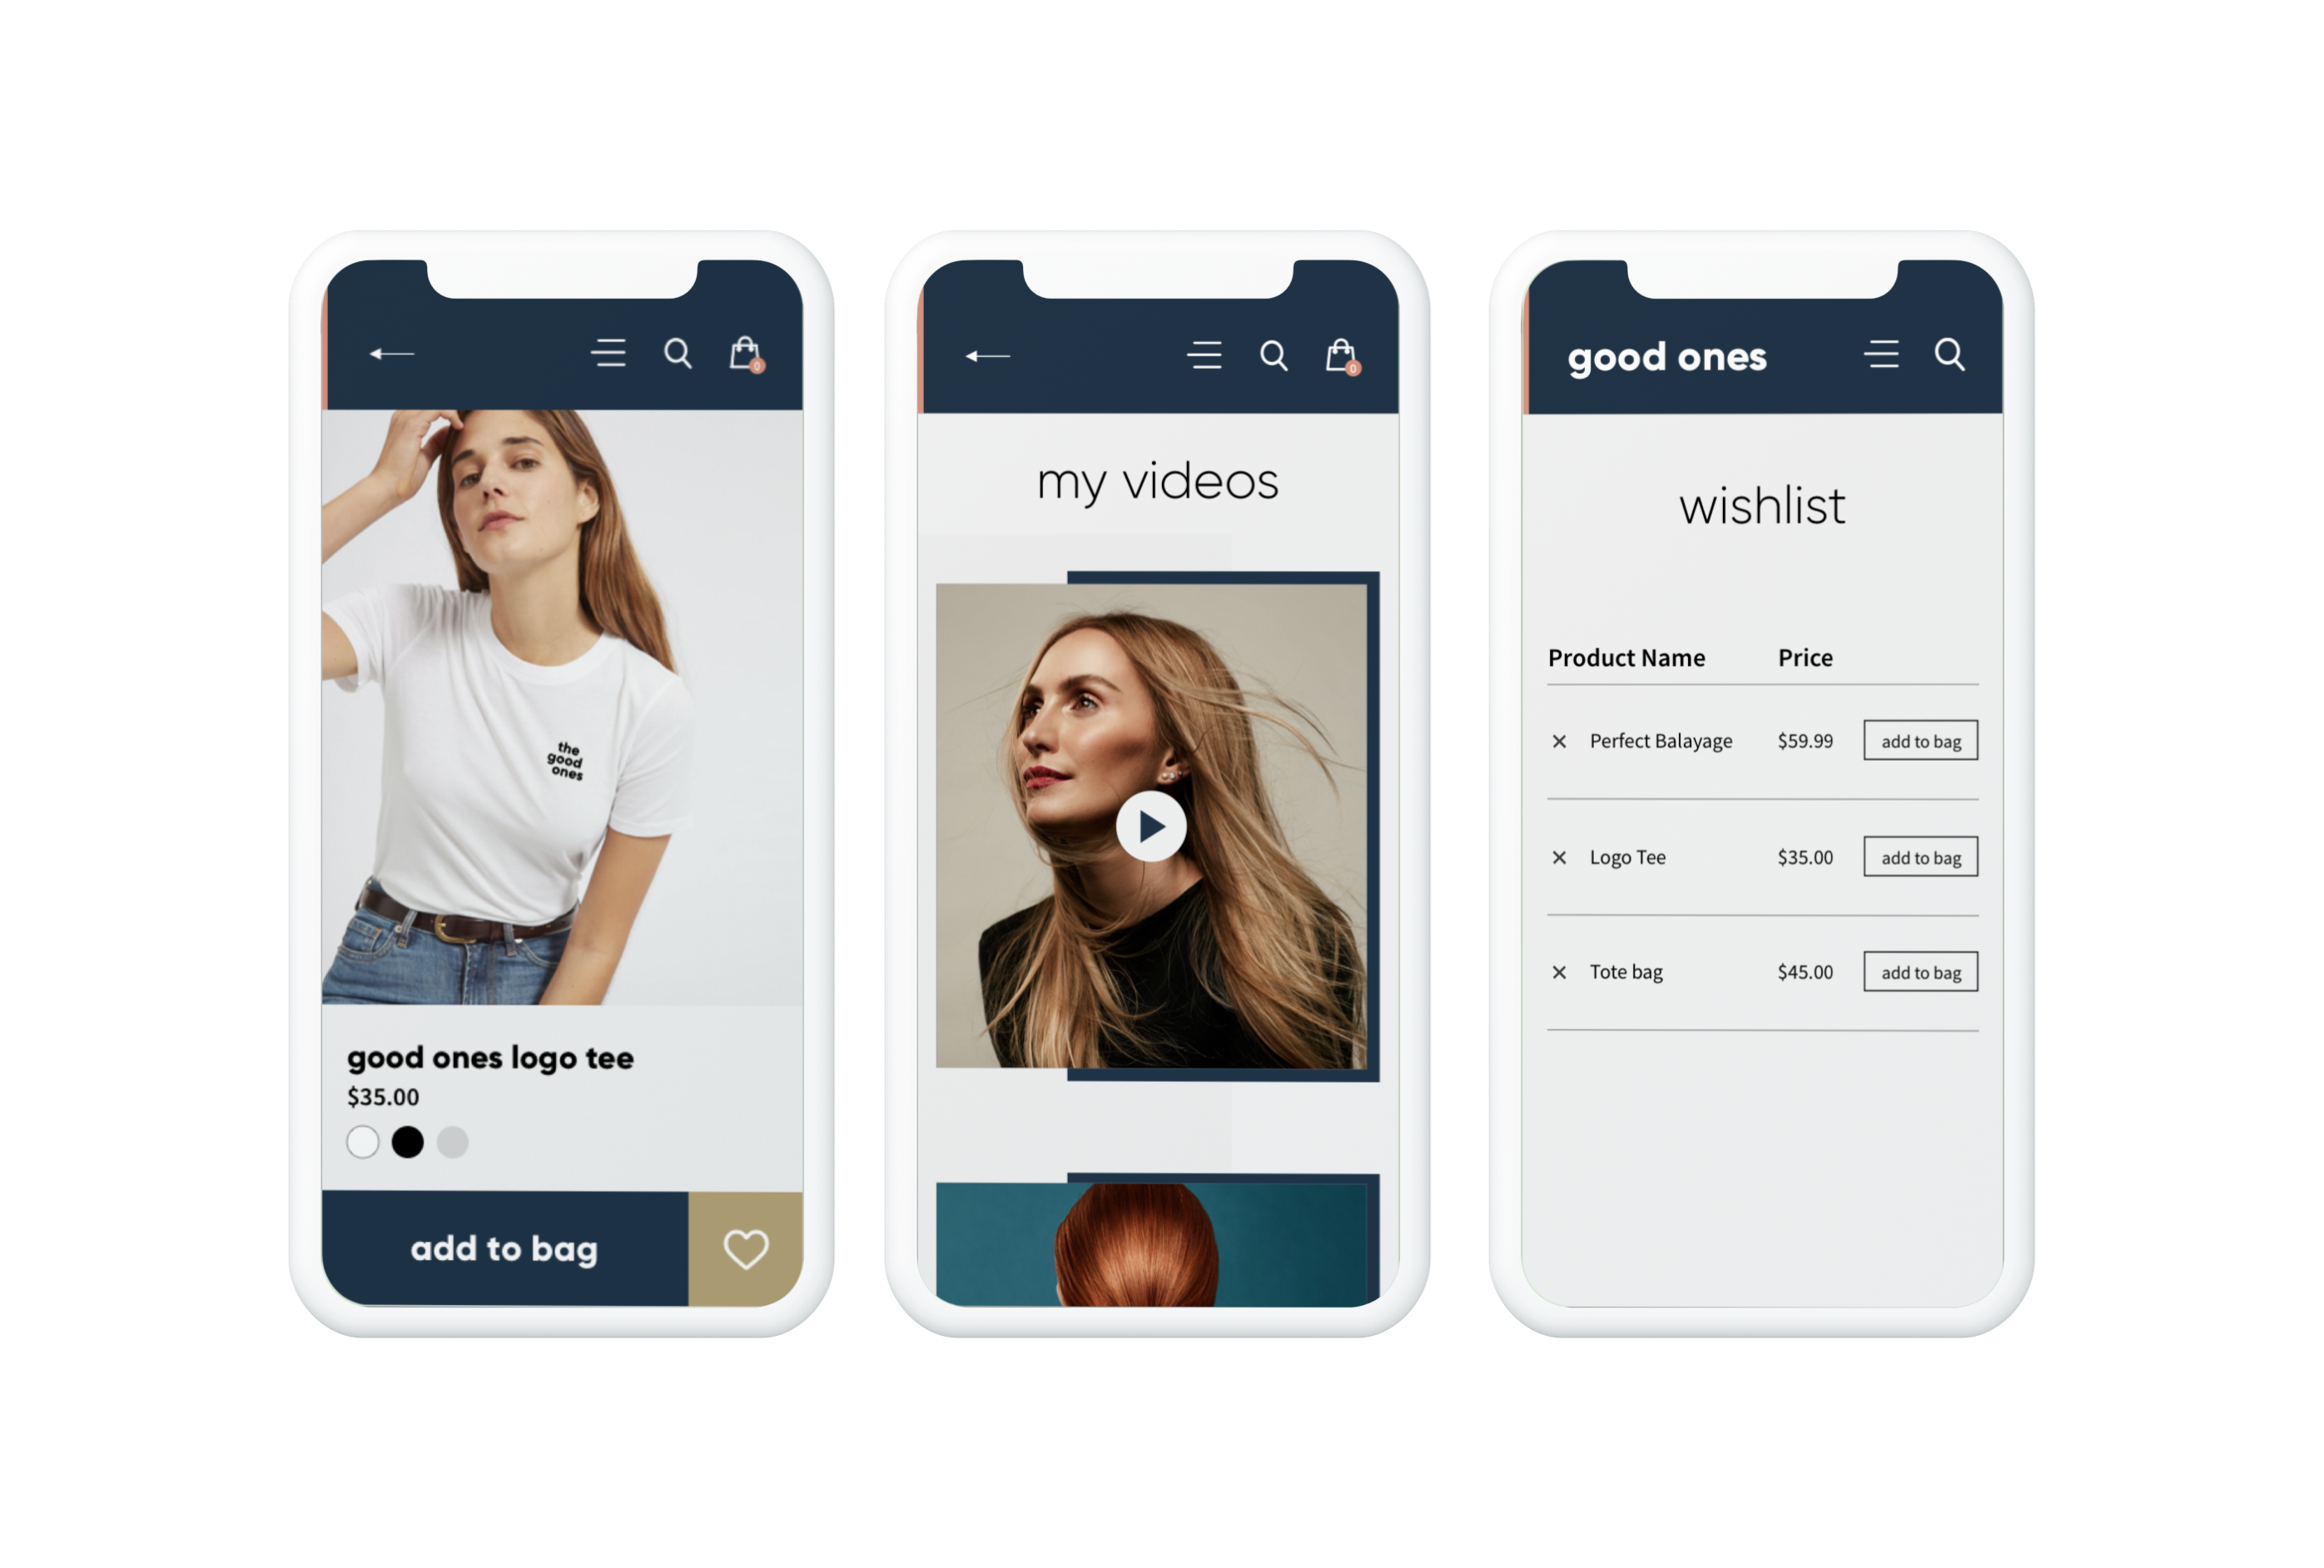 0
the
good
ones
good ones logo tee
$35.00
add to bag
0
my videos
good ones
wishlist
Product Name Price
× Perfect Balayage $59.99 add to bag
× Logo Tee $35.00 add to bag
× Tote bag $45.00 add to bag